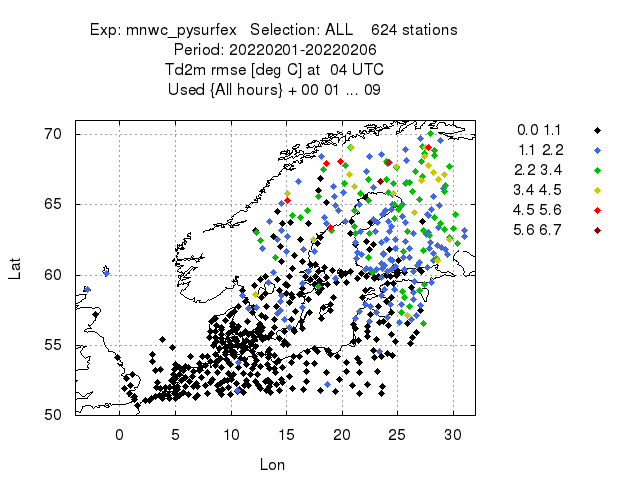 Exp: mnwc_pysurfex   Selection: ALL    624 stations
Period: 20220201-20220206
Td2m rmse [deg C] at  04 UTC
Used {All hours} + 00 01 ... 09
70
65
60
55
50
0 5 10 15 20 25 30
Lat
Lon
0.0 1.1
1.1 2.2
2.2 3.4
3.4 4.5
4.5 5.6
5.6 6.7